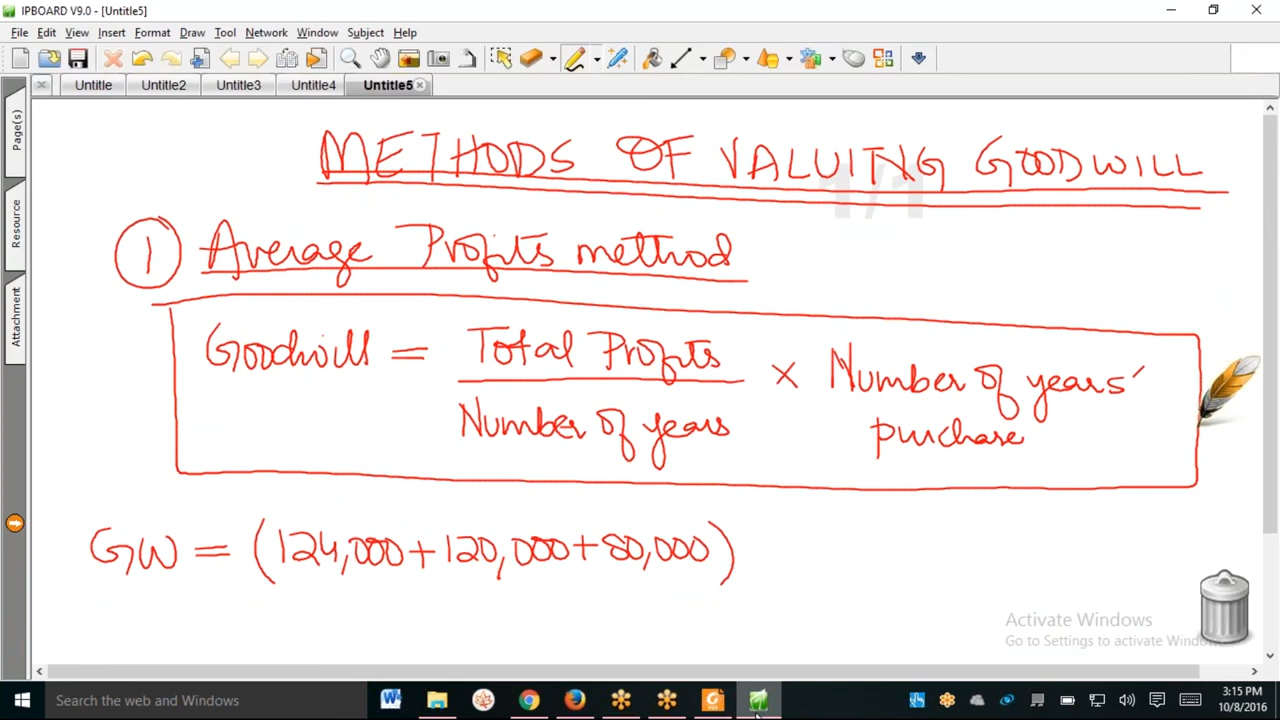 IPBOARD V9.0 - [Untitle5]
File Edit View Insert Format Draw Tool Network Window Subject Help
Untitle Untitle2 Untitle3 Untitle4 Untitle5
Page(s)
Resource
Attachment
1/1
METHODS OF VALUING GOODWILL
1 Average Profits method
Goodwill = Total Profits × Number of years'
Number of years purchase
GW = (124,000+120,000+80,000)
Activate Windows
Go to Settings to activate Windows
Search the web and Windows
3:15 PM
10/8/2016